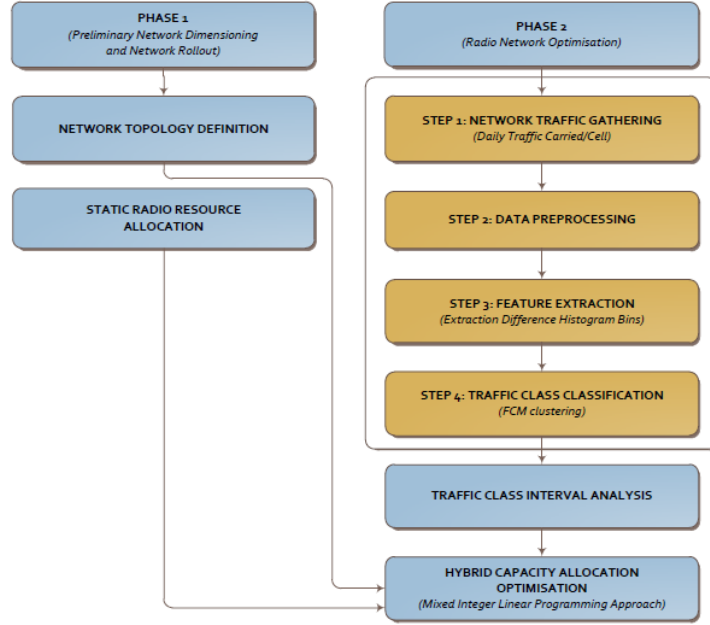 PHASE 1
(Preliminary Network Dimensioning
and Network Rollout)
NETWORK TOPOLOGY DEFINITION
STATIC RADIO RESOURCE
ALLOCATION
PHASE 2
(Radio Network Optimisation)
STEP 1: NETWORK TRAFFIC GATHERING
(Daily Traffic Carried/Cell)
STEP 2: DATA PREPROCESSING
STEP 3: FEATURE EXTRACTION
(Extraction Difference Histogram Bins)
STEP 4: TRAFFIC CLASS CLASSIFICATION
(FCM clustering)
TRAFFIC CLASS INTERVAL ANALYSIS
HYBRID CAPACITY ALLOCATION
OPTIMISATION
(Mixed Integer Linear Programming Approach)